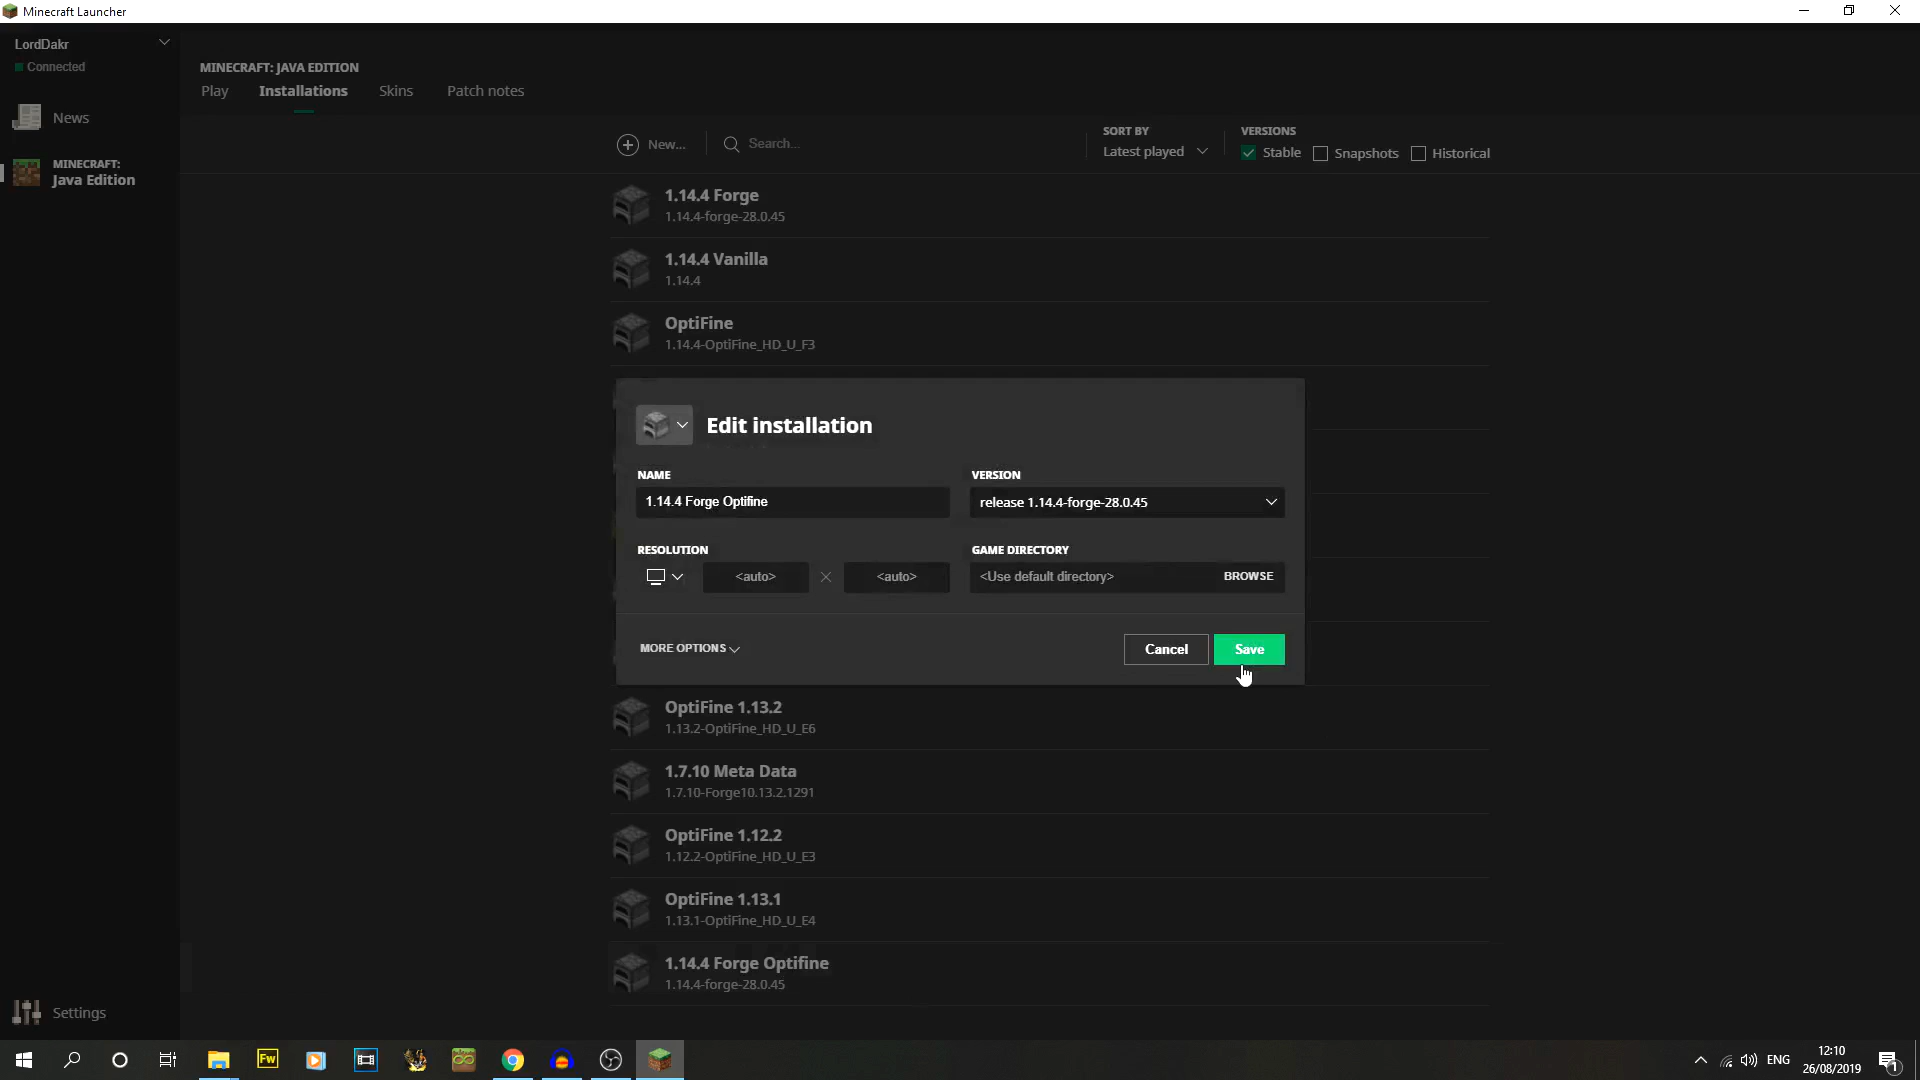 Minecraft Launcher
LordDakr
Connected
News
MINECRAFT:
Java Edition
Settings
MINECRAFT: JAVA EDITION
Play Installations Skins Patch notes
New... Search...
SORT BY
Latest played
VERSIONS
Stable Snapshots Historical
1.14.4 Forge
1.14.4-forge-28.0.45
1.14.4 Vanilla
1.14.4
OptiFine
1.14.4-OptiFine_HD_U_F3
Edit installation
NAME
1.14.4 Forge Optifine
VERSION
release 1.14.4-forge-28.0.45
RESOLUTION
<auto> <auto>
GAME DIRECTORY
<Use default directory> BROWSE
MORE OPTIONS
Cancel Save
OptiFine 1.13.2
1.13.2-OptiFine_HD_U_E6
1.7.10 Meta Data
1.7.10-Forge10.13.2.1291
OptiFine 1.12.2
1.12.2-OptiFine_HD_U_E3
OptiFine 1.13.1
1.13.1-OptiFine_HD_U_E4
1.14.4 Forge Optifine
1.14.4-forge-28.0.45
Fw
ENG
12:10
26/08/2019
1